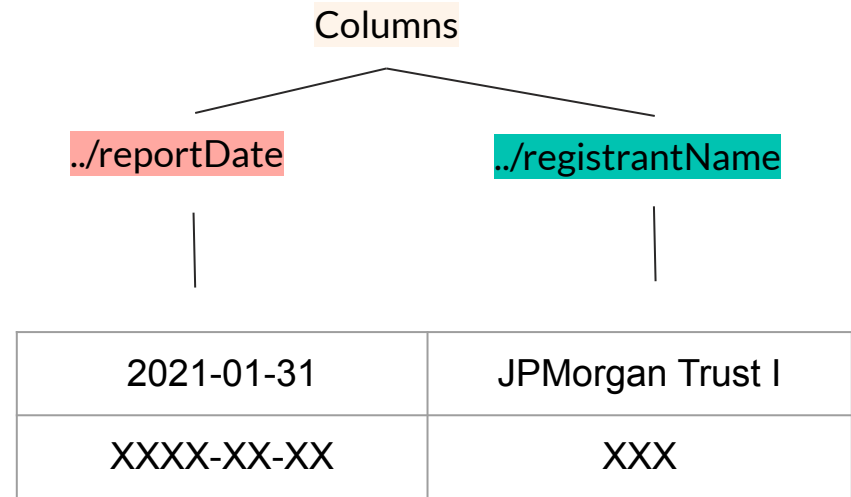 Columns
../reportDate ../registrantName
2021-01-31 JPMorgan Trust I
XXXX-XX-XX XXX